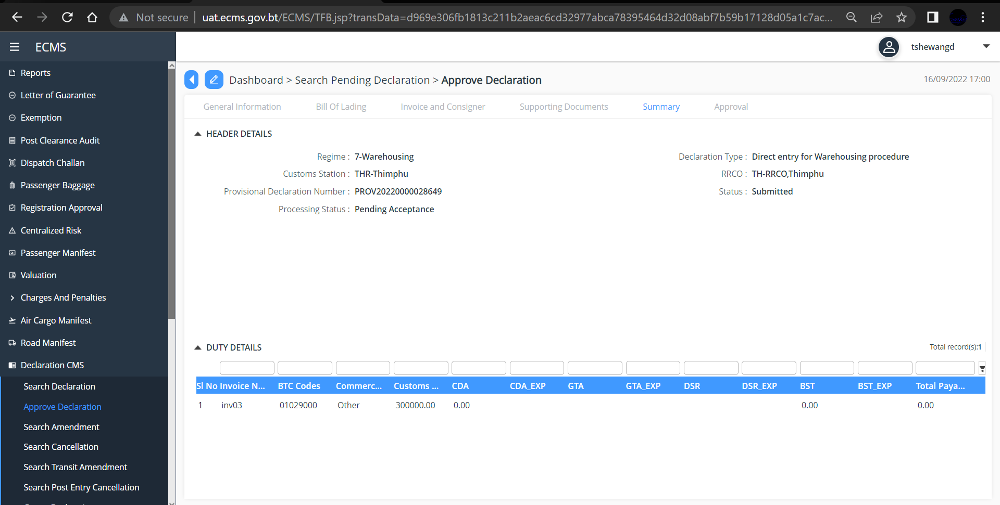 Not secure | uat.ecms.gov.bt/ECMS/TFB.jsp?transData=d969e306fb1813c211b2aeac6cd32977abca78395464d32d08abf7b59b17128d05a1c7ac...
ECMS
tshewangd
Reports
Letter of Guarantee
Exemption
Post Clearance Audit
Dispatch Challan
Passenger Baggage
Registration Approval
Centralized Risk
Passenger Manifest
Valuation
Charges And Penalties
Air Cargo Manifest
Road Manifest
Declaration CMS
Search Declaration
Approve Declaration
Search Amendment
Search Cancellation
Search Transit Amendment
Search Post Entry Cancellation
Dashboard > Search Pending Declaration > Approve Declaration
16/09/2022 17:00
General Information Bill Of Lading Invoice and Consigner Supporting Documents Summary Approval
HEADER DETAILS
Regime : 7-Warehousing Declaration Type : Direct entry for Warehousing procedure
Customs Station : THR-Thimphu RRCO : TH-RRCO,Thimphu
Provisional Declaration Number : PROV20220000028649 Status : Submitted
Processing Status : Pending Acceptance
DUTY DETAILS Total record(s):1
Sl No Invoice N... BTC Codes Commerc... Customs ... CDA CDA_EXP GTA GTA_EXP DSR DSR_EXP BST BST_EXP Total Paya...
1 inv03 01029000 Other 300000.00 0.00 0.00 0.00